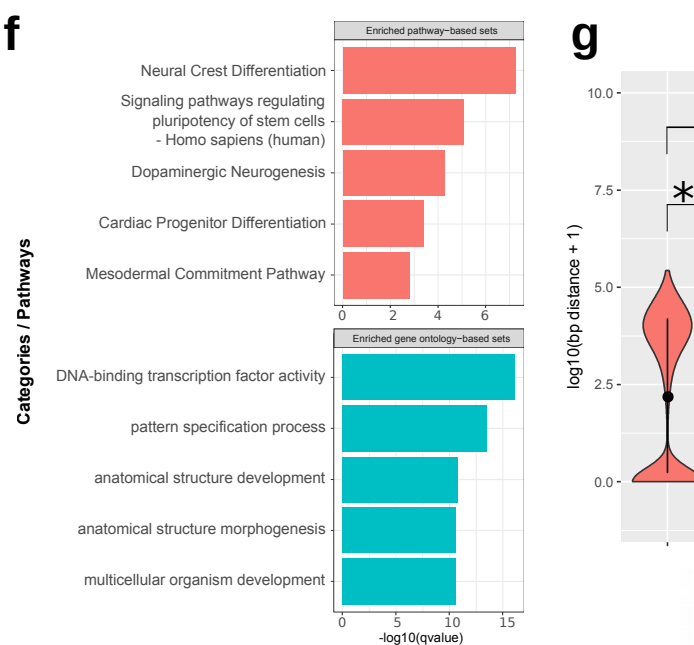 f
Enriched pathway−based sets
Neural Crest Differentiation
Signaling pathways regulating
pluripotency of stem cells
- Homo sapiens (human)
Dopaminergic Neurogenesis
Cardiac Progenitor Differentiation
Mesodermal Commitment Pathway
0 2 4 6
Enriched gene ontology−based sets
DNA-binding transcription factor activity
pattern specification process
anatomical structure development
anatomical structure morphogenesis
multicellular organism development
0 5 10 15
-log10(qvalue)
Categories / Pathways
g
10.0
7.5
5.0
2.5
0.0
log10(bp distance + 1)
*